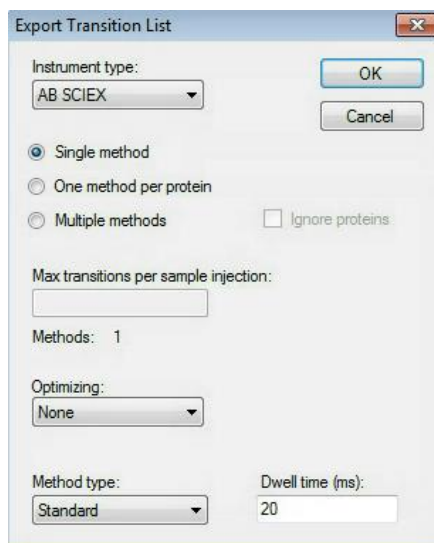 Export Transition List
Instrument type:
AB SCIEX
OK
Cancel
Single method
One method per protein
Multiple methods
Ignore proteins
Max transitions per sample injection:
Methods: 1
Optimizing:
None
Method type:
Standard
Dwell time (ms):
20